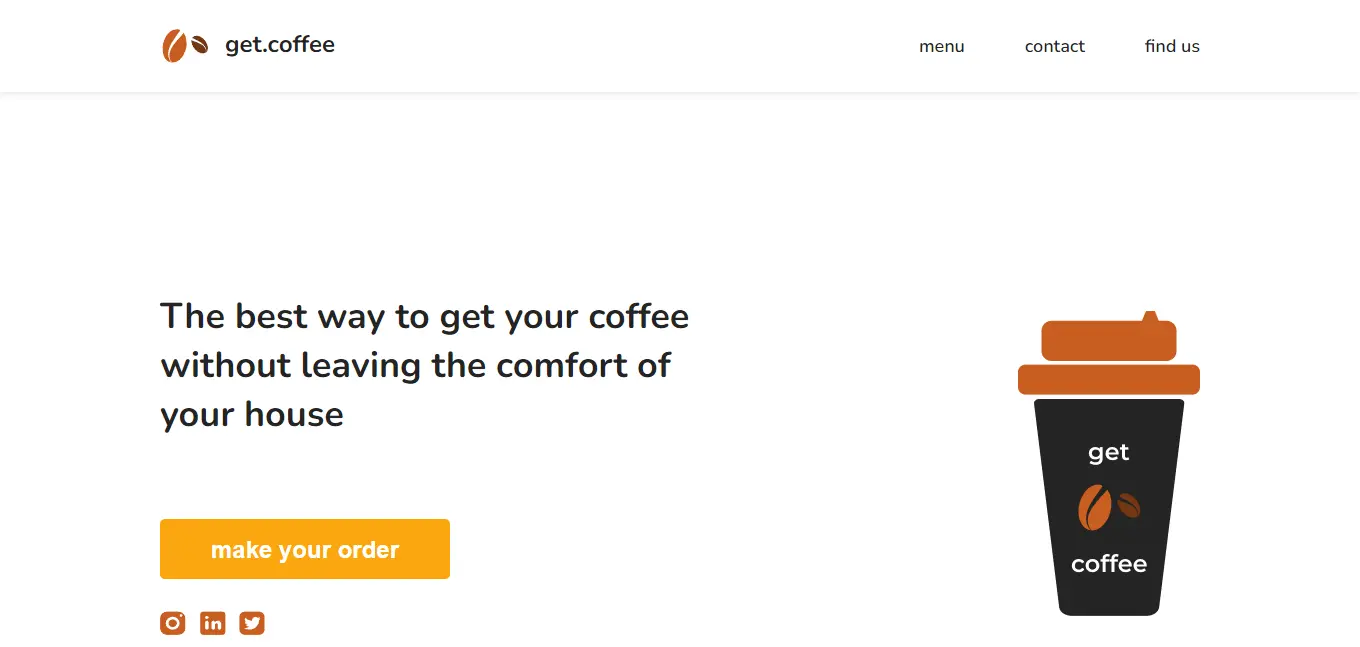 get.coffee
menu
contact
find us
The best way to get your coffee
without leaving the comfort of
your house
make your order
in
get
coffee